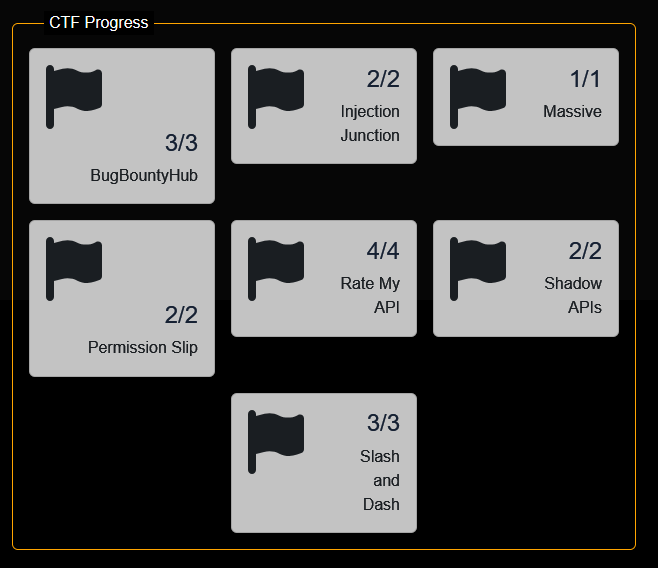 CTF Progress
3/3
BugBountyHub
2/2
Injection
Junction
1/1
Massive
2/2
Permission Slip
4/4
Rate My
API
2/2
Shadow
APIs
3/3
Slash
and
Dash